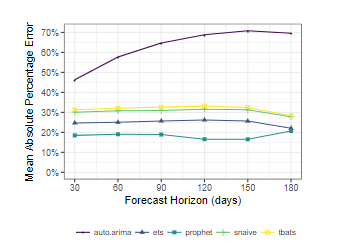 Mean Absolute Percentage Error
70%
60%
50%
40%
30%
20%
10%
0%
30 60 90 120 150 180
Forecast Horizon (days)
auto.arima ets prophet snaive tbats